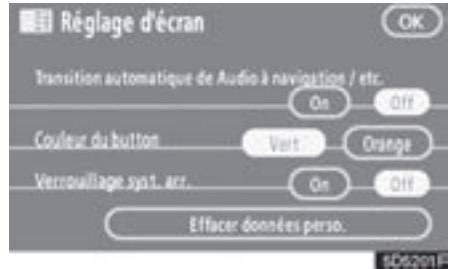 Réglage d'écran
OK
Transition automatique de Audio à navigation / etc.
On Off
Couleur du button Vert Orange
Verrouillage syst. arr. On Off
Effacer données perso.
SDS201F